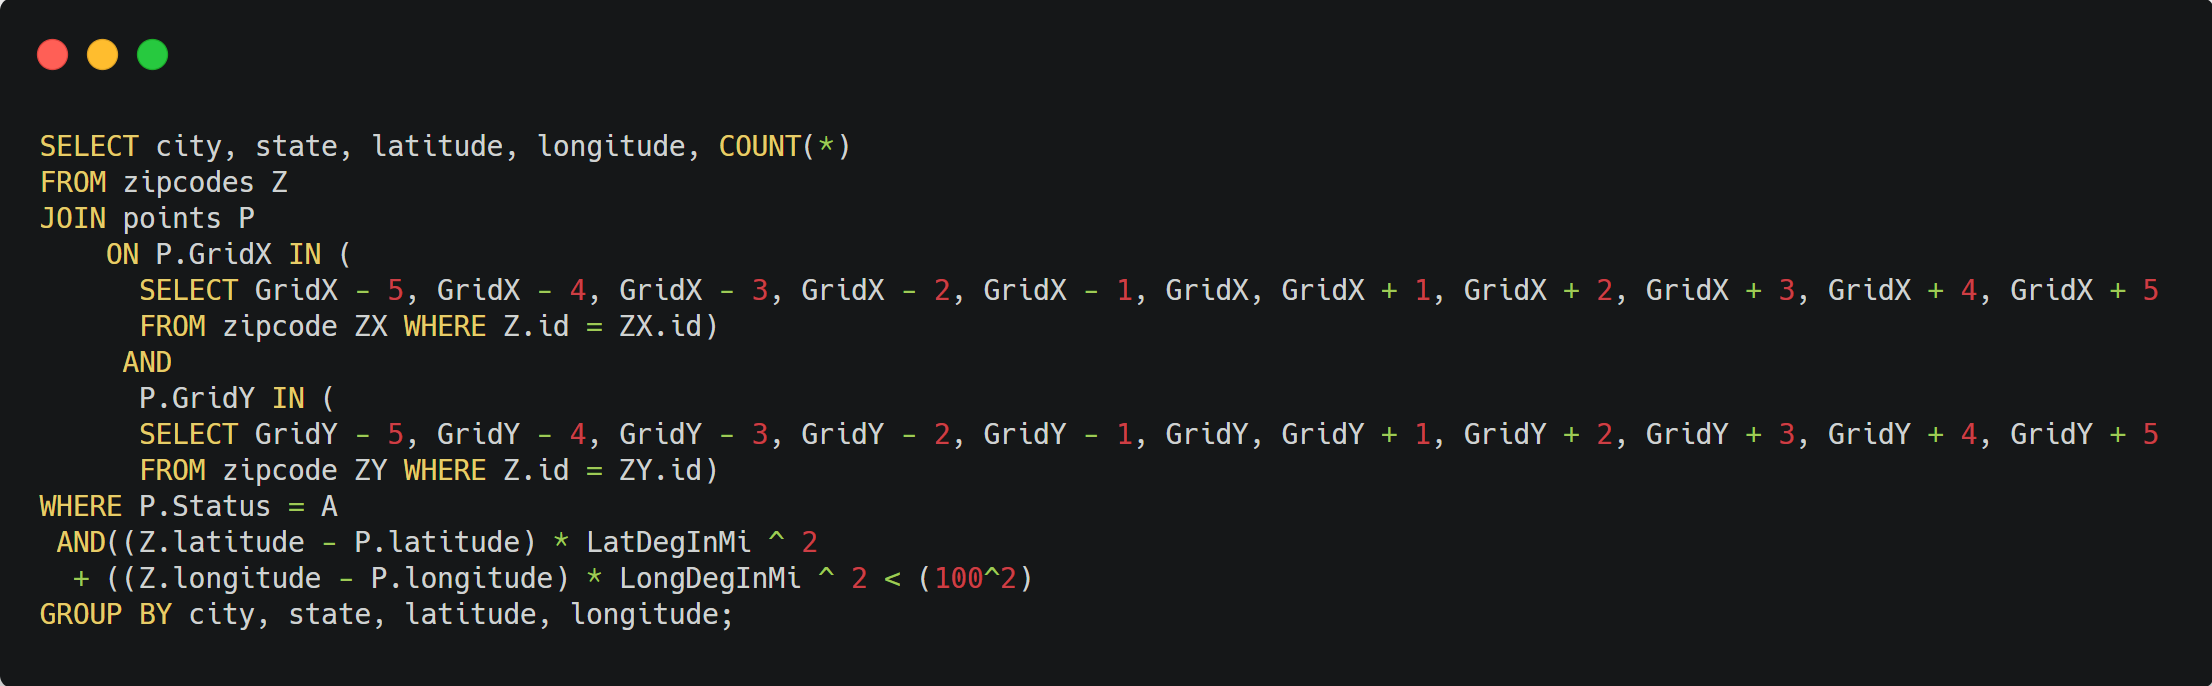 SELECT city, state, latitude, longitude, COUNT(*)
FROM zipcodes Z
JOIN points P
ON P.GridX IN (
SELECT GridX - 5, GridX - 4, GridX - 3, GridX - 2, GridX - 1, GridX, GridX + 1, GridX + 2, GridX + 3, GridX + 4, GridX + 5
FROM zipcode ZX WHERE Z.id = ZX.id)
AND
P.GridY IN (
SELECT GridY - 5, GridY - 4, GridY - 3, GridY - 2, GridY - 1, GridY, GridY + 1, GridY + 2, GridY + 3, GridY + 4, GridY + 5
FROM zipcode ZY WHERE Z.id = ZY.id)
WHERE P.Status = A
AND((Z.latitude - P.latitude) * LatDegInMi ^ 2
+ ((Z.longitude - P.longitude) * LongDegInMi ^ 2 < (100^2)
GROUP BY city, state, latitude, longitude;